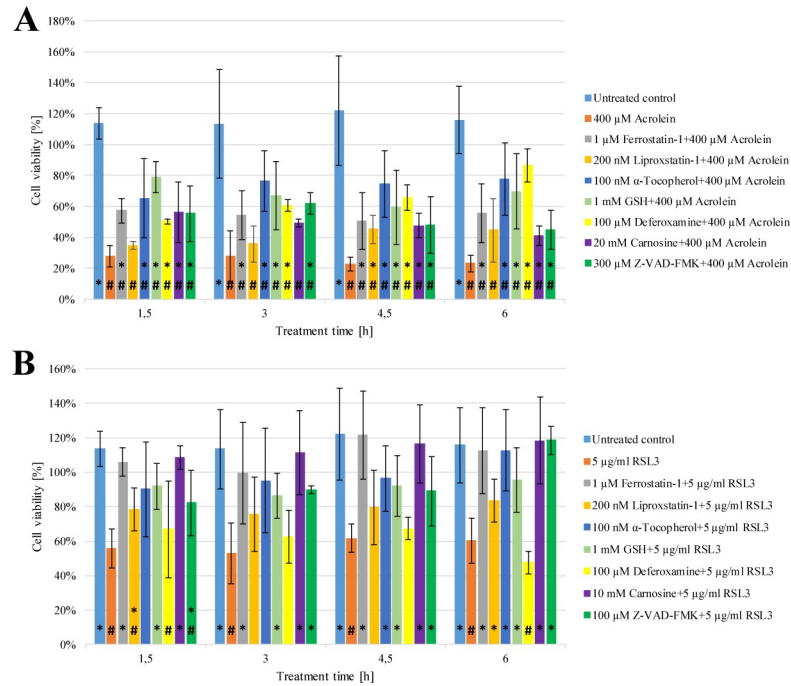 A
180%
160%
140%
120%
100%
80%
60%
40%
20%
0%
Cell viability [%]
1,5
3
4,5
6
Treatment time [h]
Untreated control
400 µM Acrolein
1 µM Ferrostatin-1+400 µM Acrolein
200 nM Liproxstatin-1+400 µM Acrolein
100 nM α-Tocopherol+400 µM Acrolein
1 mM GSH+400 µM Acrolein
100 µM Deferoxamine+400 µM Acrolein
20 mM Carnosine+400 µM Acrolein
300 µM Z-VAD-FMK+400 µM Acrolein
B
160%
140%
120%
100%
80%
60%
40%
20%
0%
Cell viability [%]
1,5
3
4,5
6
Treatment time [h]
Untreated control
5 µg/ml RSL3
1 µM Ferrostatin-1+5 µg/ml RSL3
200 nM Liproxstatin-1+5 µg/ml RSL3
100 nM α-Tocopherol+5 µg/ml RSL3
1 mM GSH+5 µg/ml RSL3
100 µM Deferoxamine+5 µg/ml RSL3
10 mM Carnosine+5 µg/ml RSL3
100 µM Z-VAD-FMK+5 µg/ml RSL3